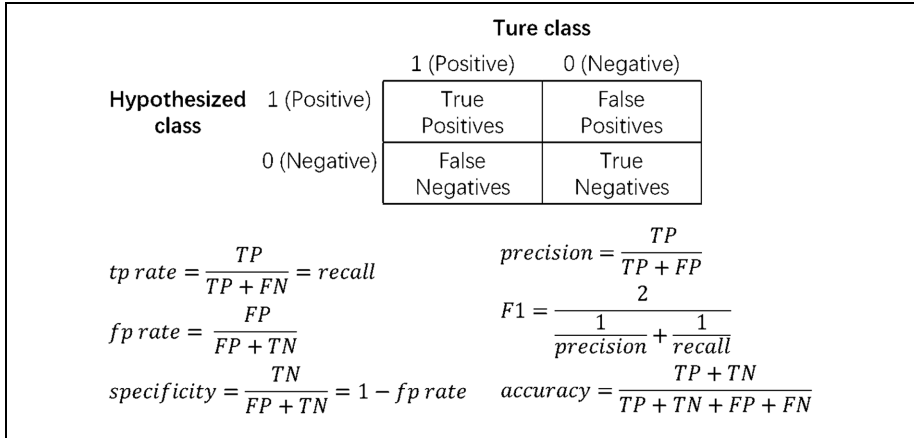 Ture class
1 (Positive) 0 (Negative)
Hypothesized class 1 (Positive) True Positives False Positives
0 (Negative) False Negatives True Negatives
tp rate = TP / (TP + FN) = recall
precision = TP / (TP + FP)
fp rate = FP / (FP + TN)
F1 = 2 / (1 / precision + 1 / recall)
specificity = TN / (FP + TN) = 1 − fp rate
accuracy = (TP + TN) / (TP + TN + FP + FN)